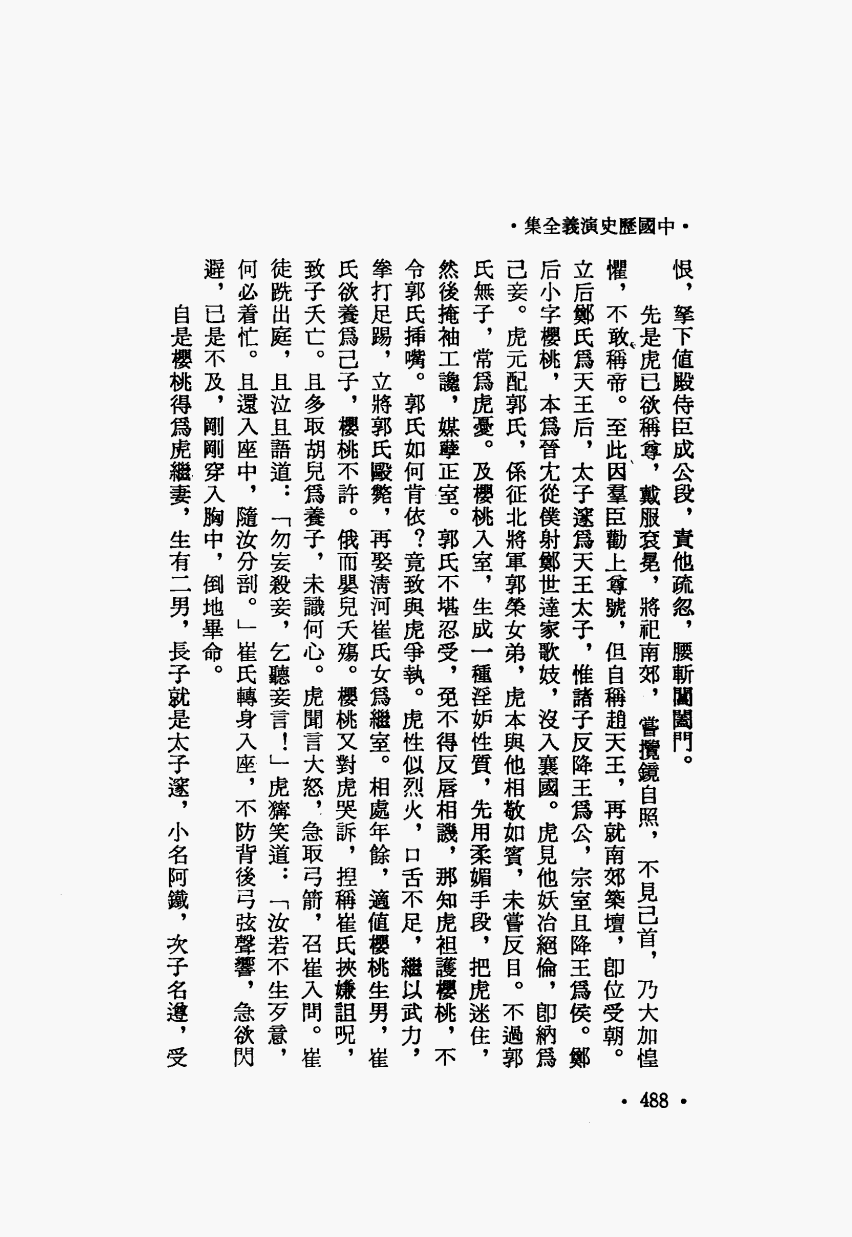 ·中國歷史演義全集·
恨，拏下値殿侍臣成公段，責他疏忽，腰斬闔閭門。
先是虎已欲稱尊，戴服袞冕，將祀南郊，嘗攬鏡自照，不見己首，乃大加惶
懼，不敢稱帝。至此因羣臣勸上尊號，但自稱趙天王，再就南郊築壇，卽位受朝。
立后鄭氏爲天王后，太子邃爲天王太子，惟諸子反降王爲公，宗室且降王爲侯。鄭
后小字櫻桃，本爲晉尢從僕射鄭世達家歌妓，沒入襄國。虎見他妖冶絕倫，卽納爲
己妾。虎元配郭氏，係征北將軍郭榮女弟，虎本與他相敬如賓，未嘗反目。不過郭
氏無子，常爲虎憂。及櫻桃入室，生成一種淫妒性質，先用柔媚手段，把虎迷住，
然後掩袖工讒，媒孽正室。郭氏不堪忍受，免不得反唇相譏，那知虎袒護櫻桃，不
令郭氏挿嘴。郭氏如何肯依？竟致與虎爭執。虎性似烈火，口舌不足，繼以武力，
拳打足踢，立將郭氏毆斃，再娶淸河崔氏女爲繼室。相處年餘，適値櫻桃生男，崔
氏欲養爲己子，櫻桃不許。俄而嬰兒夭殤。櫻桃又對虎哭訴，揑稱崔氏挾嫌詛呪，
致子夭亡。且多取胡兒爲養子，未識何心。虎聞言大怒，急取弓箭，召崔入問。崔
徒跣出庭，且泣且語道：「勿妄殺妾，乞聽妾言！」虎獰笑道：「汝若不生歹意，
何必着忙。且還入座中，隨汝分剖。」崔氏轉身入座，不防背後弓弦聲響，急欲閃
避，已是不及，剛剛穿入胸中，倒地畢命。
自是櫻桃得爲虎繼妻，生有二男，長子就是太子邃，小名阿鐵，次子名遵，受
·488·